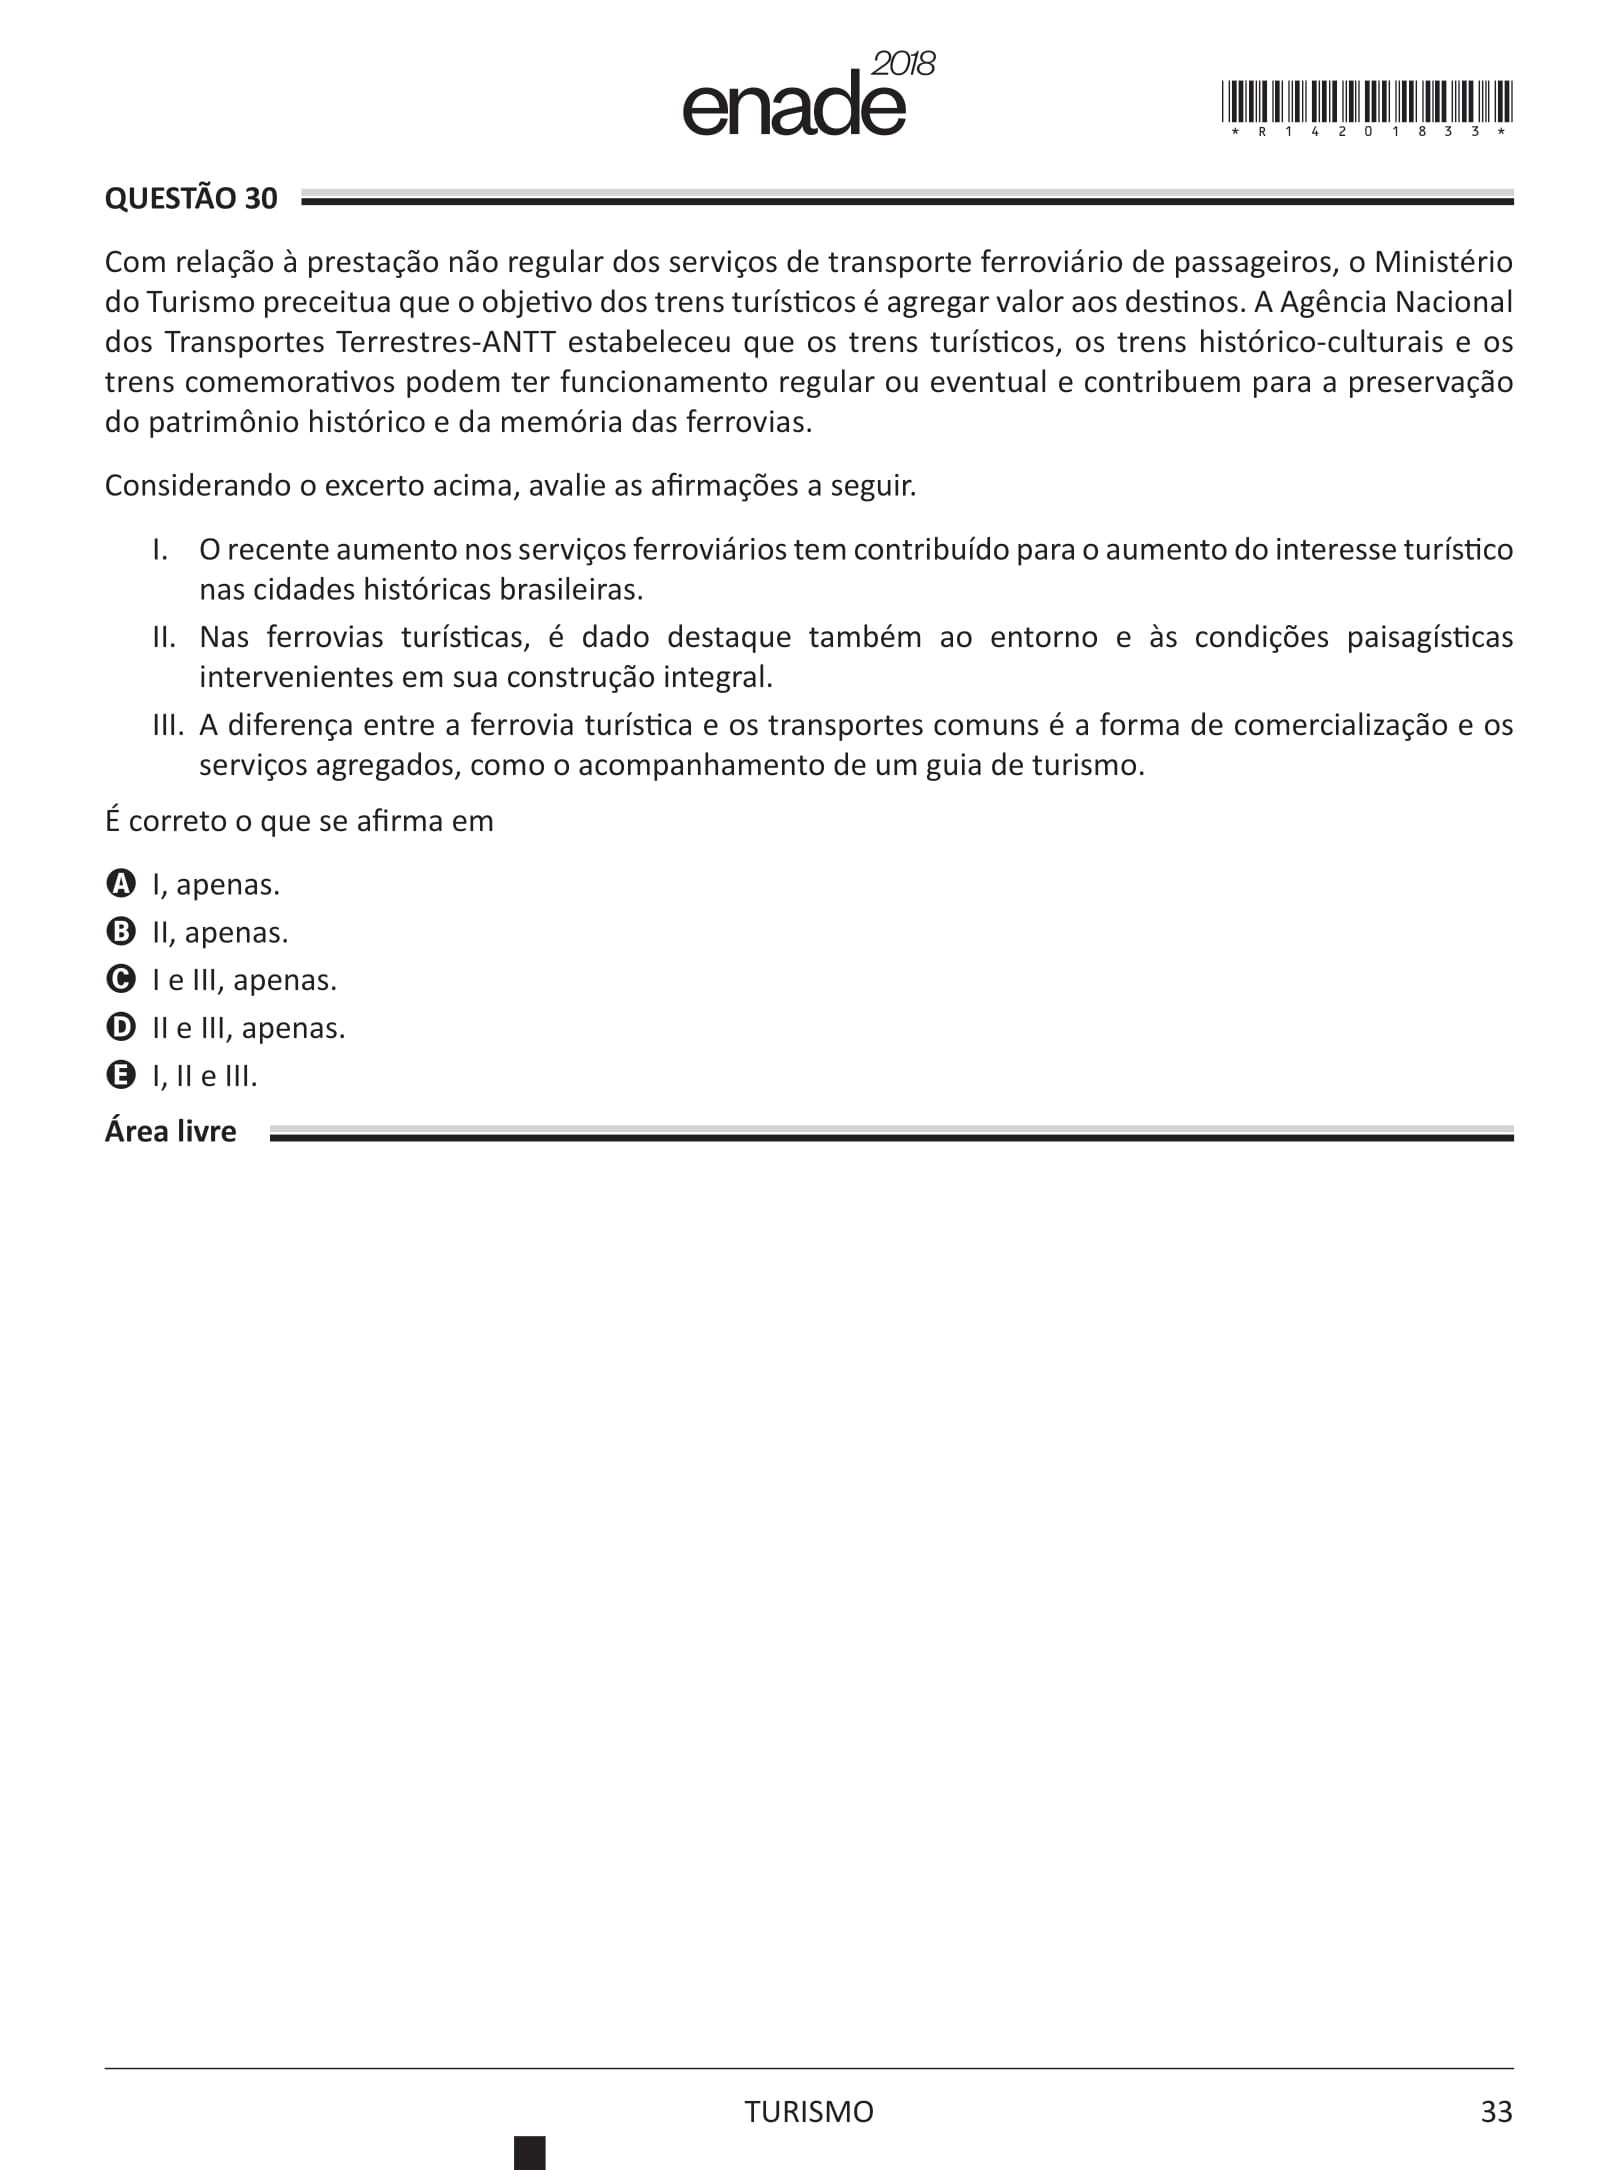 enade 2018
*R14201833*
QUESTÃO 30
Com relação à prestação não regular dos serviços de transporte ferroviário de passageiros, o Ministério
do Turismo preceitua que o objetivo dos trens turísticos é agregar valor aos destinos. A Agência Nacional
dos Transportes Terrestres-ANTT estabeleceu que os trens turísticos, os trens histórico-culturais e os
trens comemorativos podem ter funcionamento regular ou eventual e contribuem para a preservação
do patrimônio histórico e da memória das ferrovias.
Considerando o excerto acima, avalie as afirmações a seguir.
I. O recente aumento nos serviços ferroviários tem contribuído para o aumento do interesse turístico
nas cidades históricas brasileiras.
II. Nas ferrovias turísticas, é dado destaque também ao entorno e às condições paisagísticas
intervenientes em sua construção integral.
III. A diferença entre a ferrovia turística e os transportes comuns é a forma de comercialização e os
serviços agregados, como o acompanhamento de um guia de turismo.
É correto o que se afirma em
A I, apenas.
B II, apenas.
C I e III, apenas.
D II e III, apenas.
E I, II e III.
Área livre
TURISMO
33